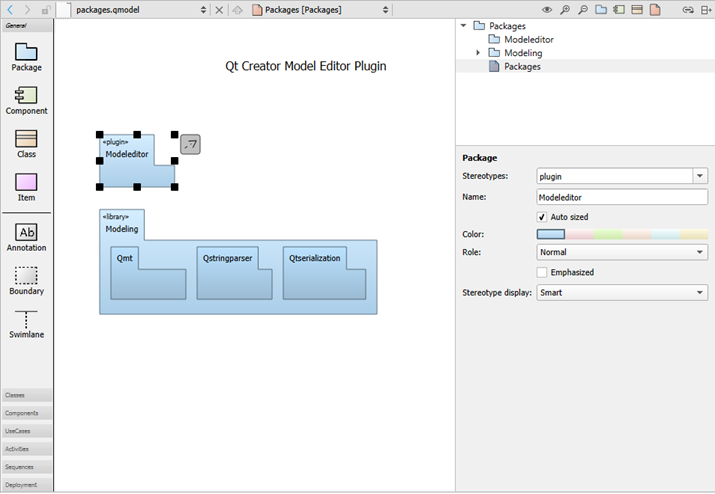 packages.qmodel
Packages [Packages]
General
Package
Component
Class
Item
Ab
Annotation
Boundary
Swimlane
Classes
Components
UseCases
Activities
Sequences
Deployment
Qt Creator Model Editor Plugin
«plugin»
Modeleditor
«library»
Modeling
Qmt
Qstringparser
Qtserialization
Packages
Modeleditor
Modeling
Packages
Package
Stereotypes: plugin
Name: Modeleditor
Auto sized
Color:
Role: Normal
Emphasized
Stereotype display: Smart